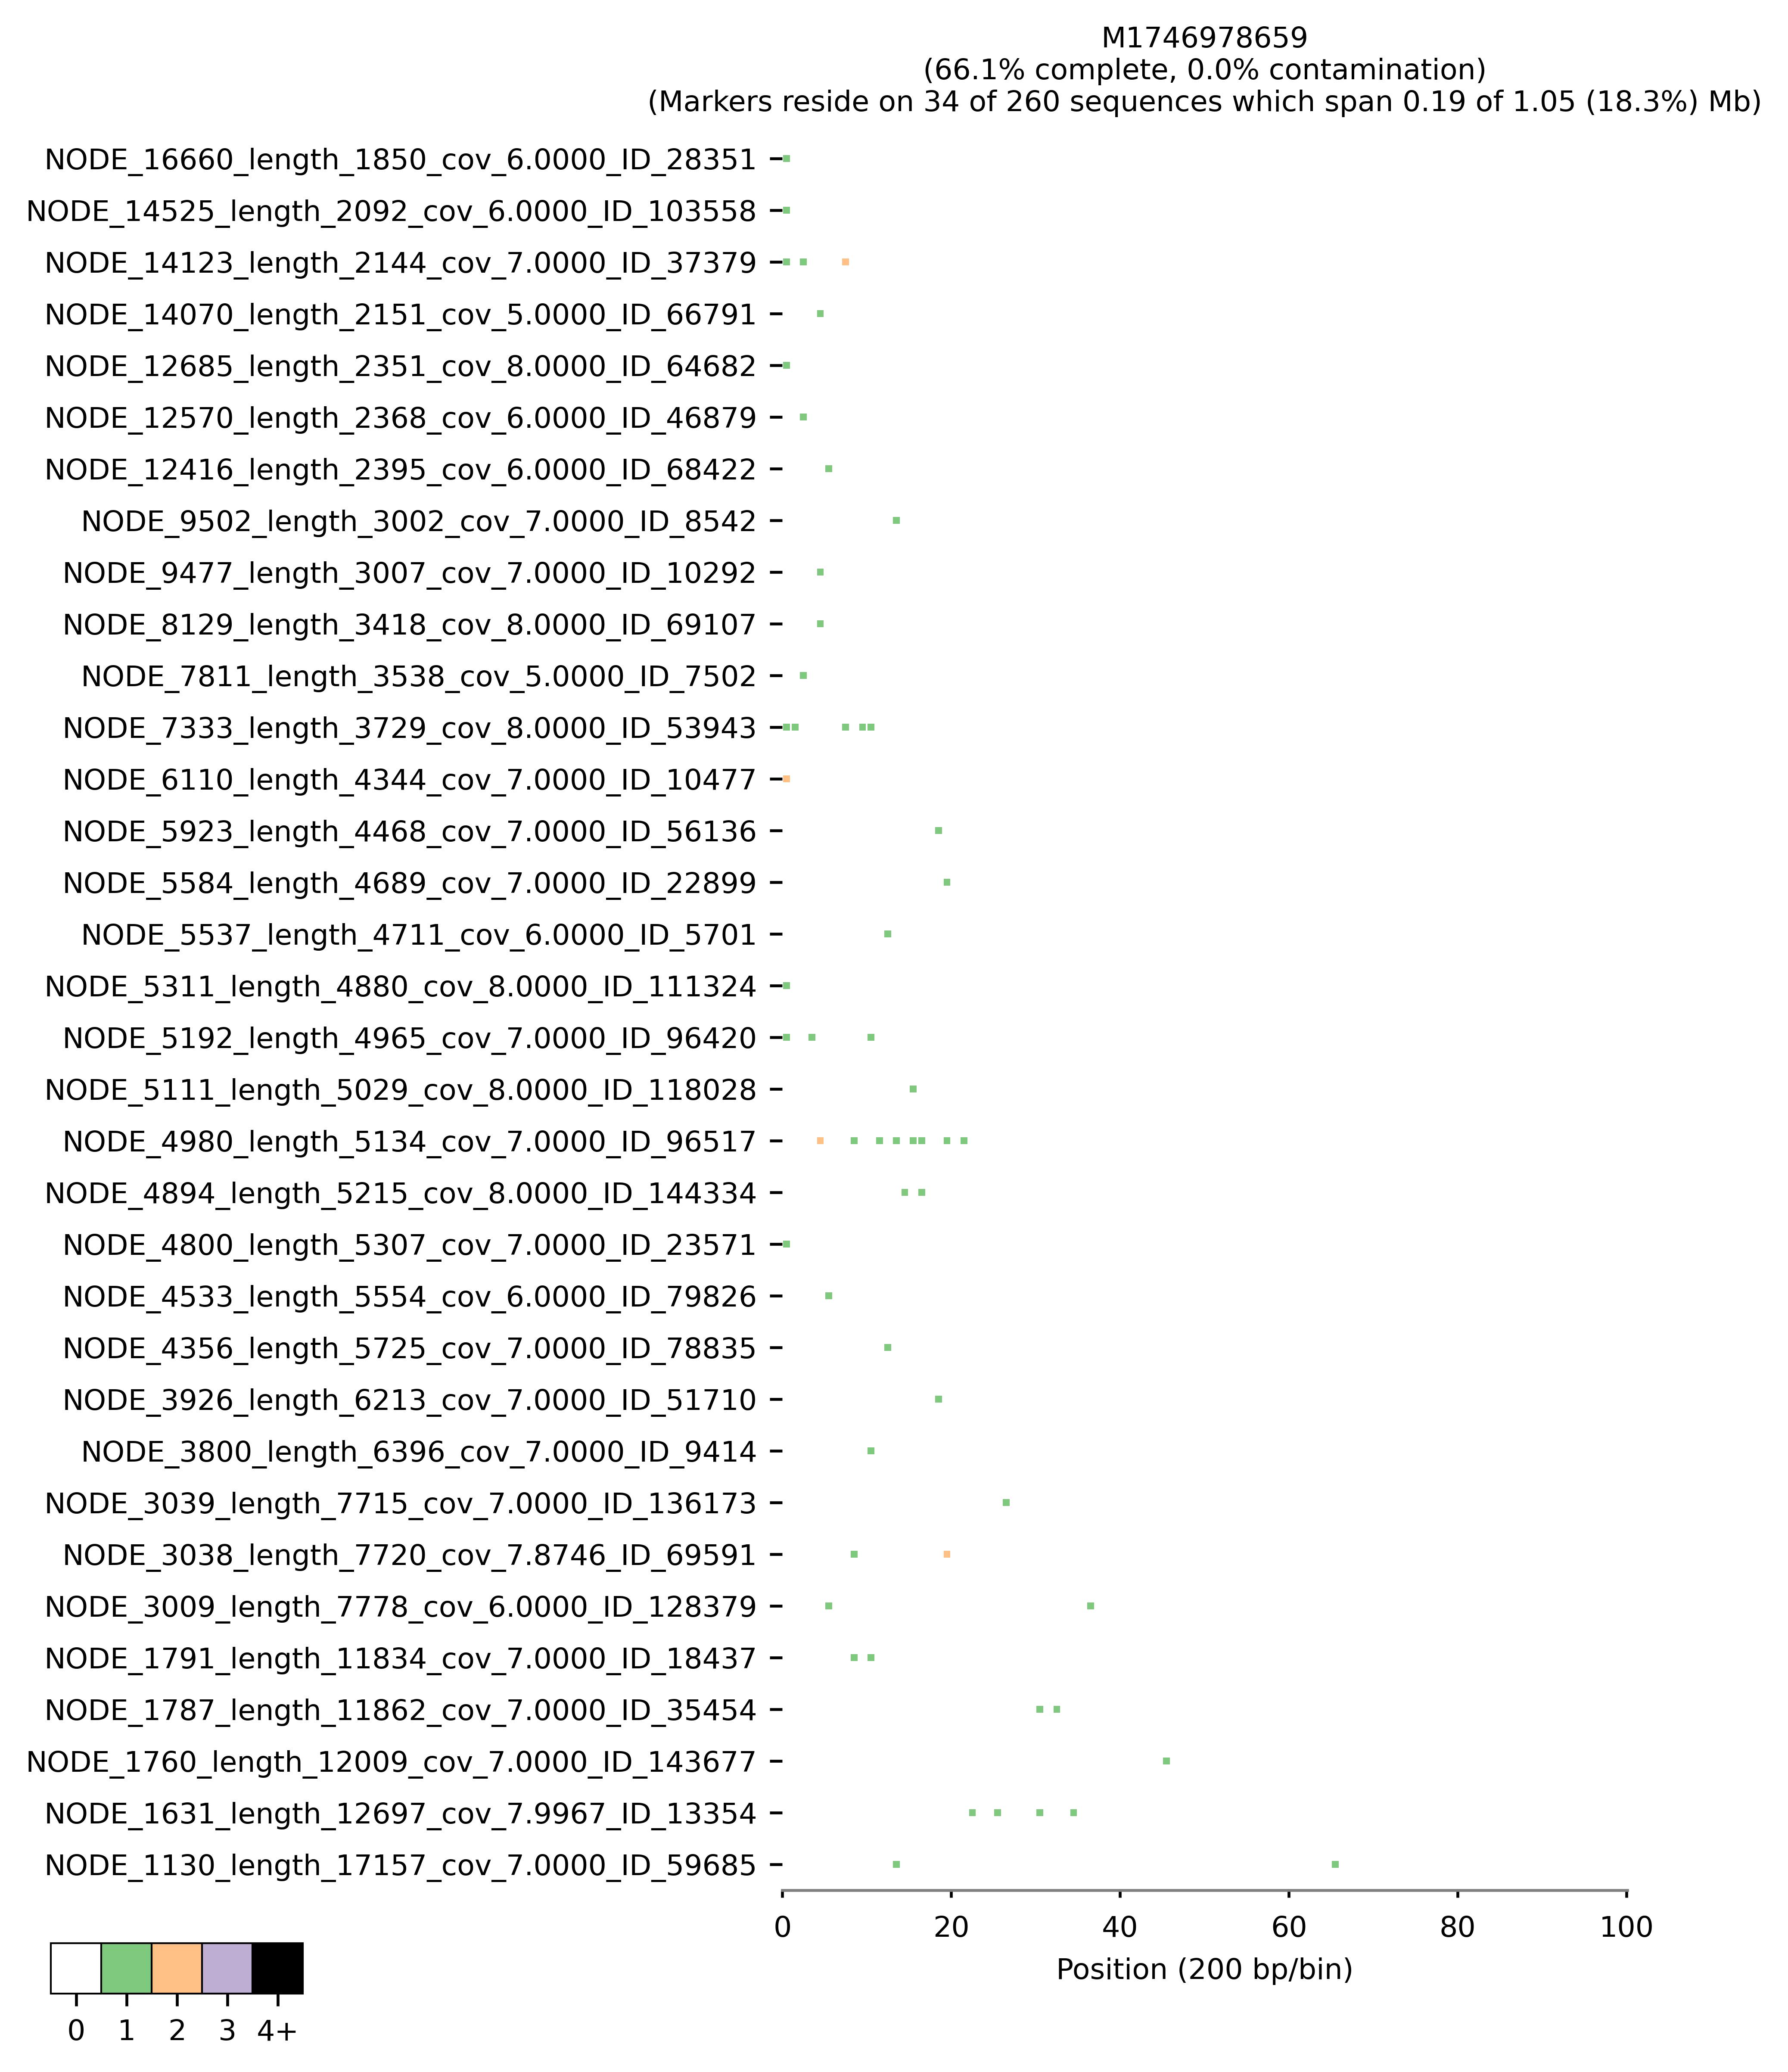 M1746978659
(66.1% complete, 0.0% contamination)
(Markers reside on 34 of 260 sequences which span 0.19 of 1.05 (18.3%) Mb)
NODE_16660_length_1850_cov_6.0000_ID_28351
NODE_14525_length_2092_cov_6.0000_ID_103558
NODE_14123_length_2144_cov_7.0000_ID_37379
NODE_14070_length_2151_cov_5.0000_ID_66791
NODE_12685_length_2351_cov_8.0000_ID_64682
NODE_12570_length_2368_cov_6.0000_ID_46879
NODE_12416_length_2395_cov_6.0000_ID_68422
NODE_9502_length_3002_cov_7.0000_ID_8542
NODE_9477_length_3007_cov_7.0000_ID_10292
NODE_8129_length_3418_cov_8.0000_ID_69107
NODE_7811_length_3538_cov_5.0000_ID_7502
NODE_7333_length_3729_cov_8.0000_ID_53943
NODE_6110_length_4344_cov_7.0000_ID_10477
NODE_5923_length_4468_cov_7.0000_ID_56136
NODE_5584_length_4689_cov_7.0000_ID_22899
NODE_5537_length_4711_cov_6.0000_ID_5701
NODE_5311_length_4880_cov_8.0000_ID_111324
NODE_5192_length_4965_cov_7.0000_ID_96420
NODE_5111_length_5029_cov_8.0000_ID_118028
NODE_4980_length_5134_cov_7.0000_ID_96517
NODE_4894_length_5215_cov_8.0000_ID_144334
NODE_4800_length_5307_cov_7.0000_ID_23571
NODE_4533_length_5554_cov_6.0000_ID_79826
NODE_4356_length_5725_cov_7.0000_ID_78835
NODE_3926_length_6213_cov_7.0000_ID_51710
NODE_3800_length_6396_cov_7.0000_ID_9414
NODE_3039_length_7715_cov_7.0000_ID_136173
NODE_3038_length_7720_cov_7.8746_ID_69591
NODE_3009_length_7778_cov_6.0000_ID_128379
NODE_1791_length_11834_cov_7.0000_ID_18437
NODE_1787_length_11862_cov_7.0000_ID_35454
NODE_1760_length_12009_cov_7.0000_ID_143677
NODE_1631_length_12697_cov_7.9967_ID_13354
NODE_1130_length_17157_cov_7.0000_ID_59685
0 20 40 60 80 100
Position (200 bp/bin)
0 1 2 3 4+